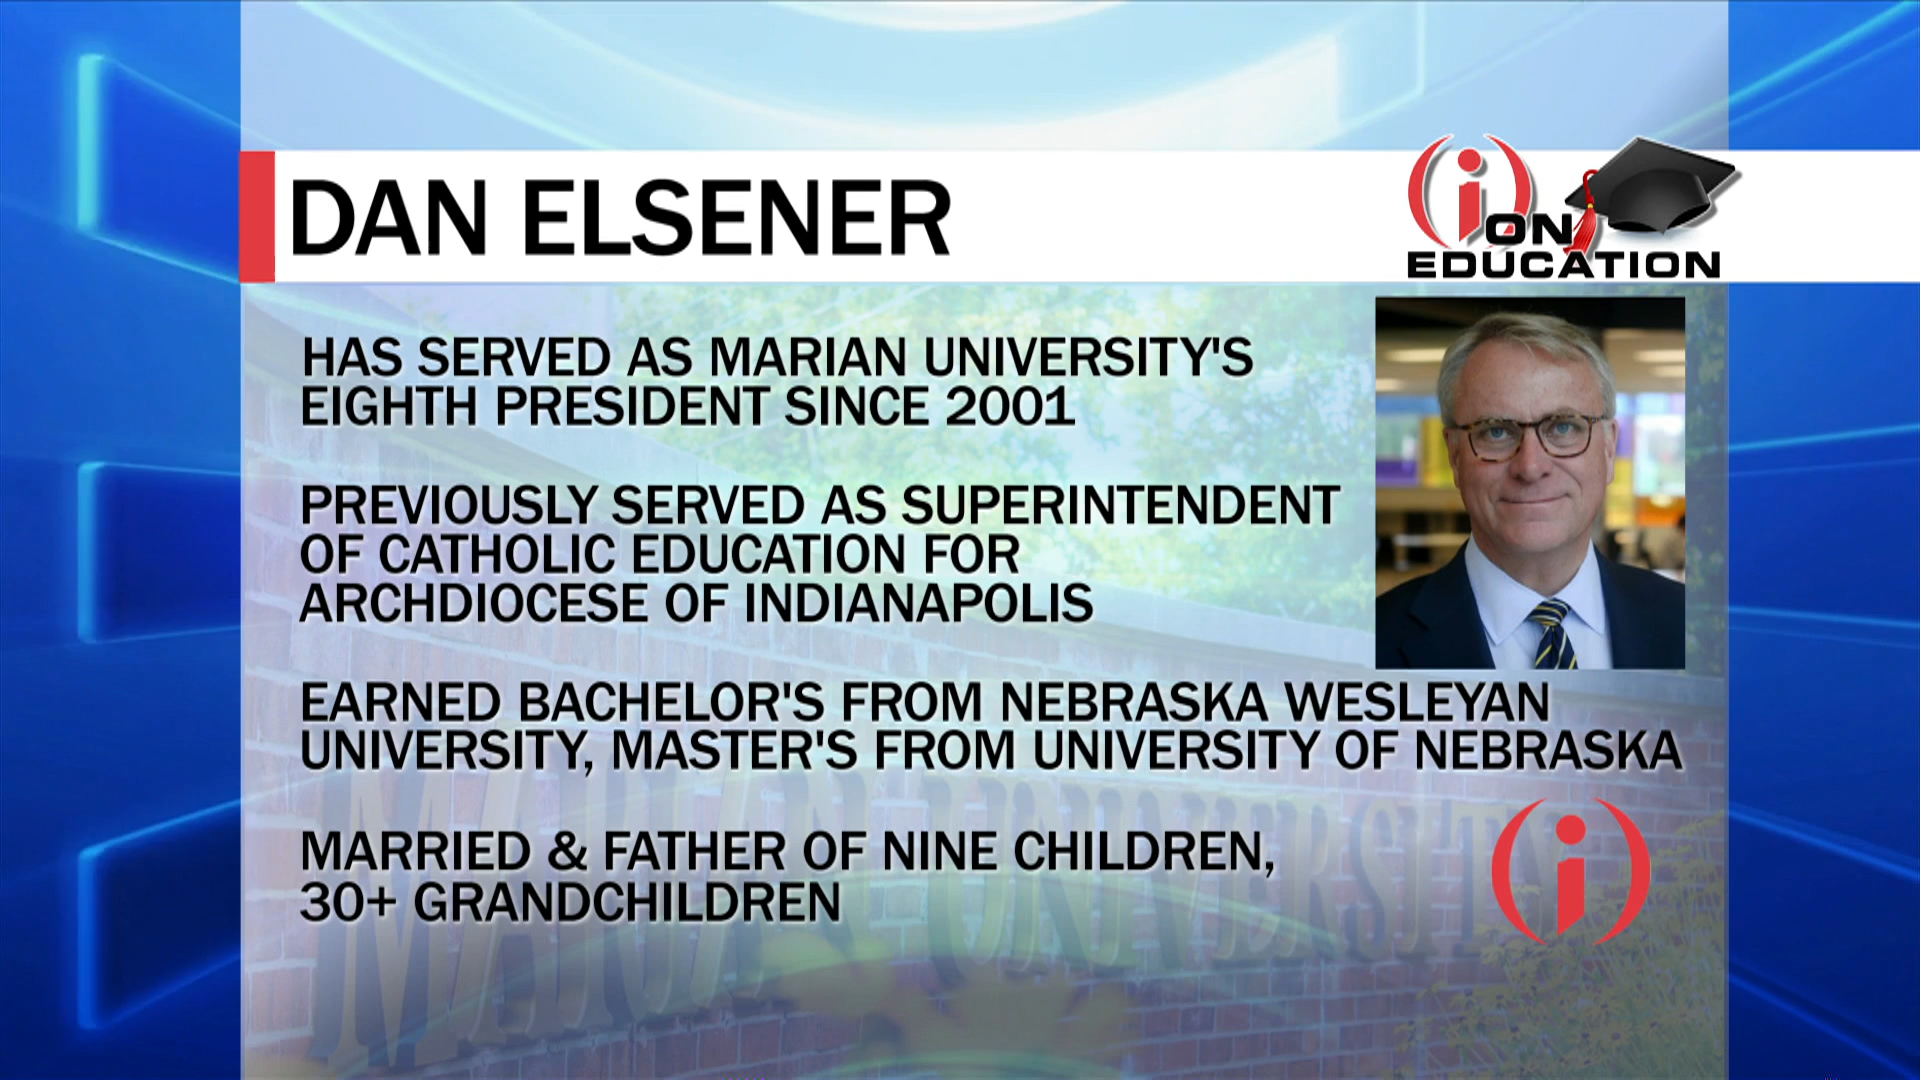 DAN ELSENER
(i) ON
EDUCATION
HAS SERVED AS MARIAN UNIVERSITY'S
EIGHTH PRESIDENT SINCE 2001
PREVIOUSLY SERVED AS SUPERINTENDENT
OF CATHOLIC EDUCATION FOR
ARCHDIOCESE OF INDIANAPOLIS
EARNED BACHELOR'S FROM NEBRASKA WESLEYAN
UNIVERSITY, MASTER'S FROM UNIVERSITY OF NEBRASKA
MARRIED & FATHER OF NINE CHILDREN,
30+ GRANDCHILDREN
(i)
MARIAN UNIVERSITY